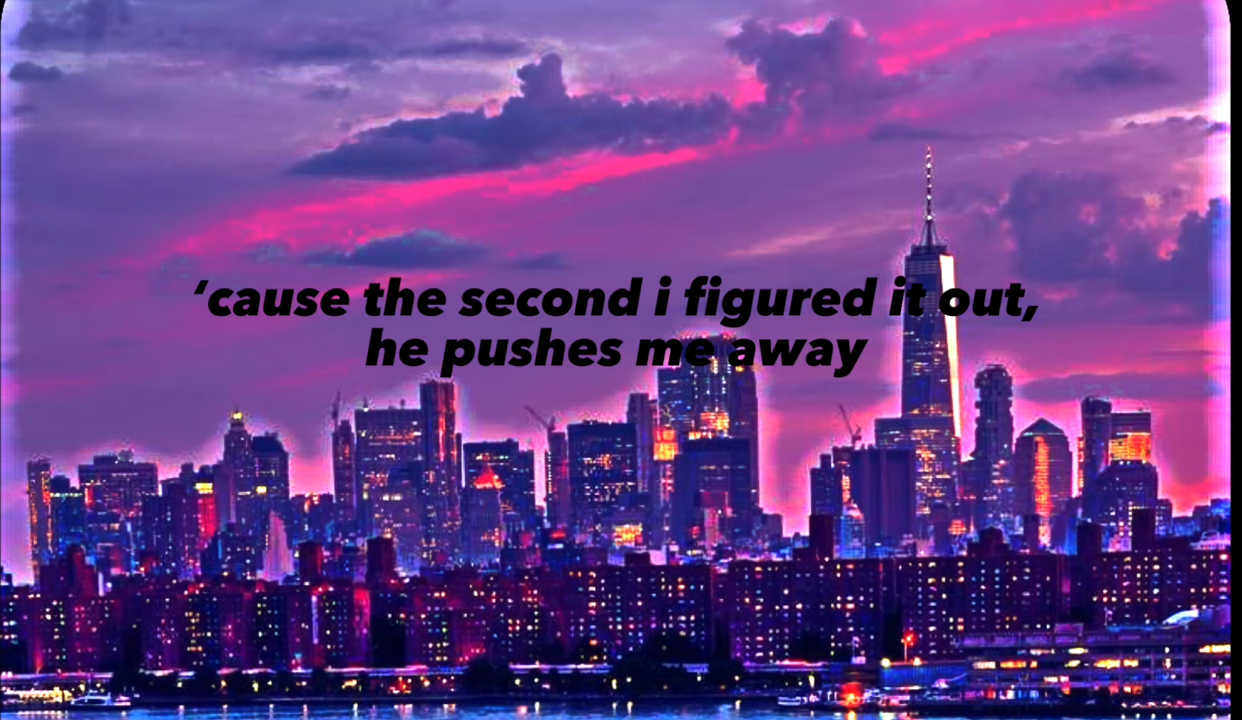 ‘cause the second i figured it out,
he pushes me away